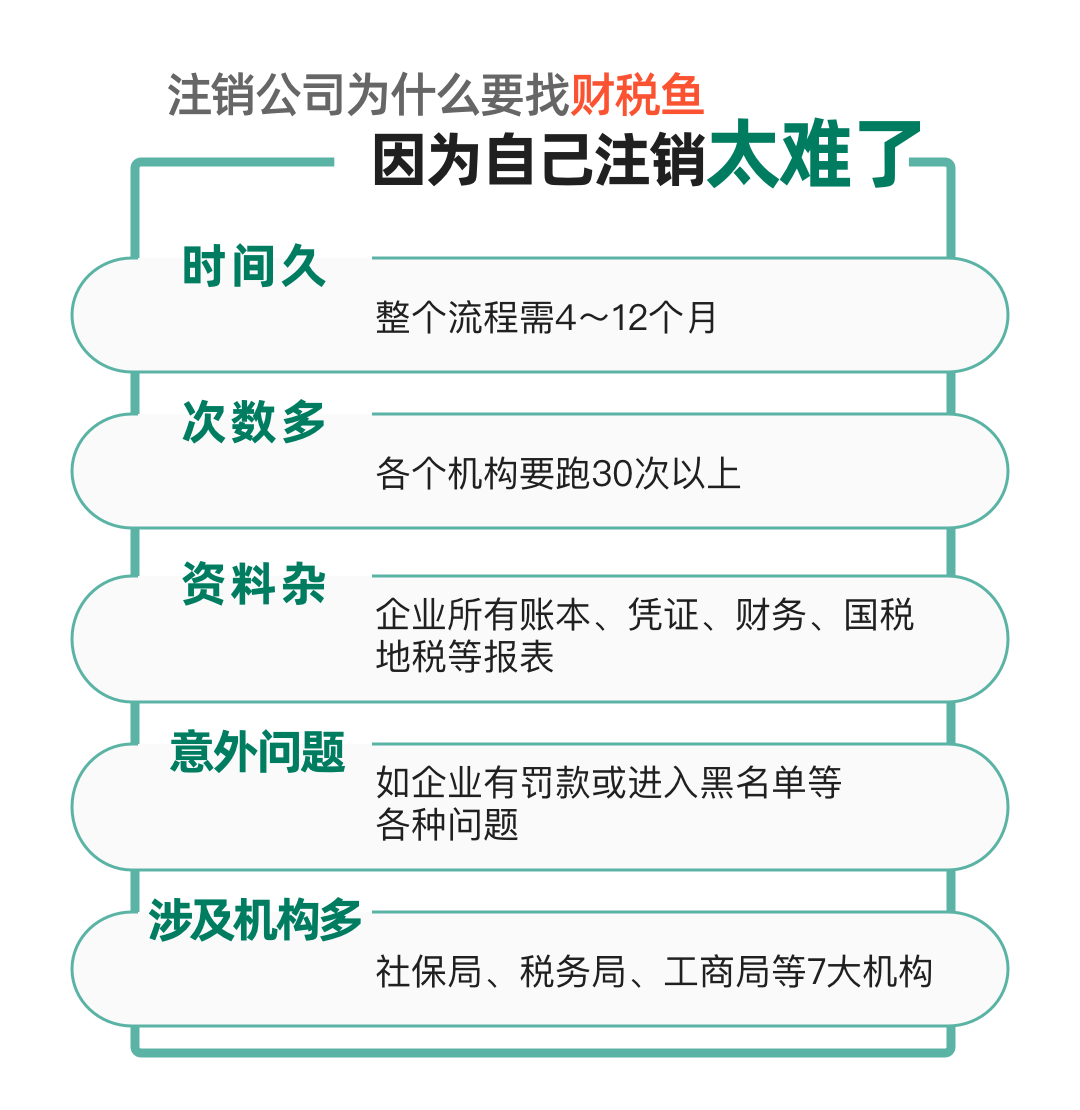 注销公司为什么要找财税鱼
因为自己注销太难了
时间久
整个流程需4～12个月
次数多
各个机构要跑30次以上
资料杂
企业所有账本、凭证、财务、国税
地税等报表
意外问题
如企业有罚款或进入黑名单等
各种问题
涉及机构多
社保局、税务局、工商局等7大机构